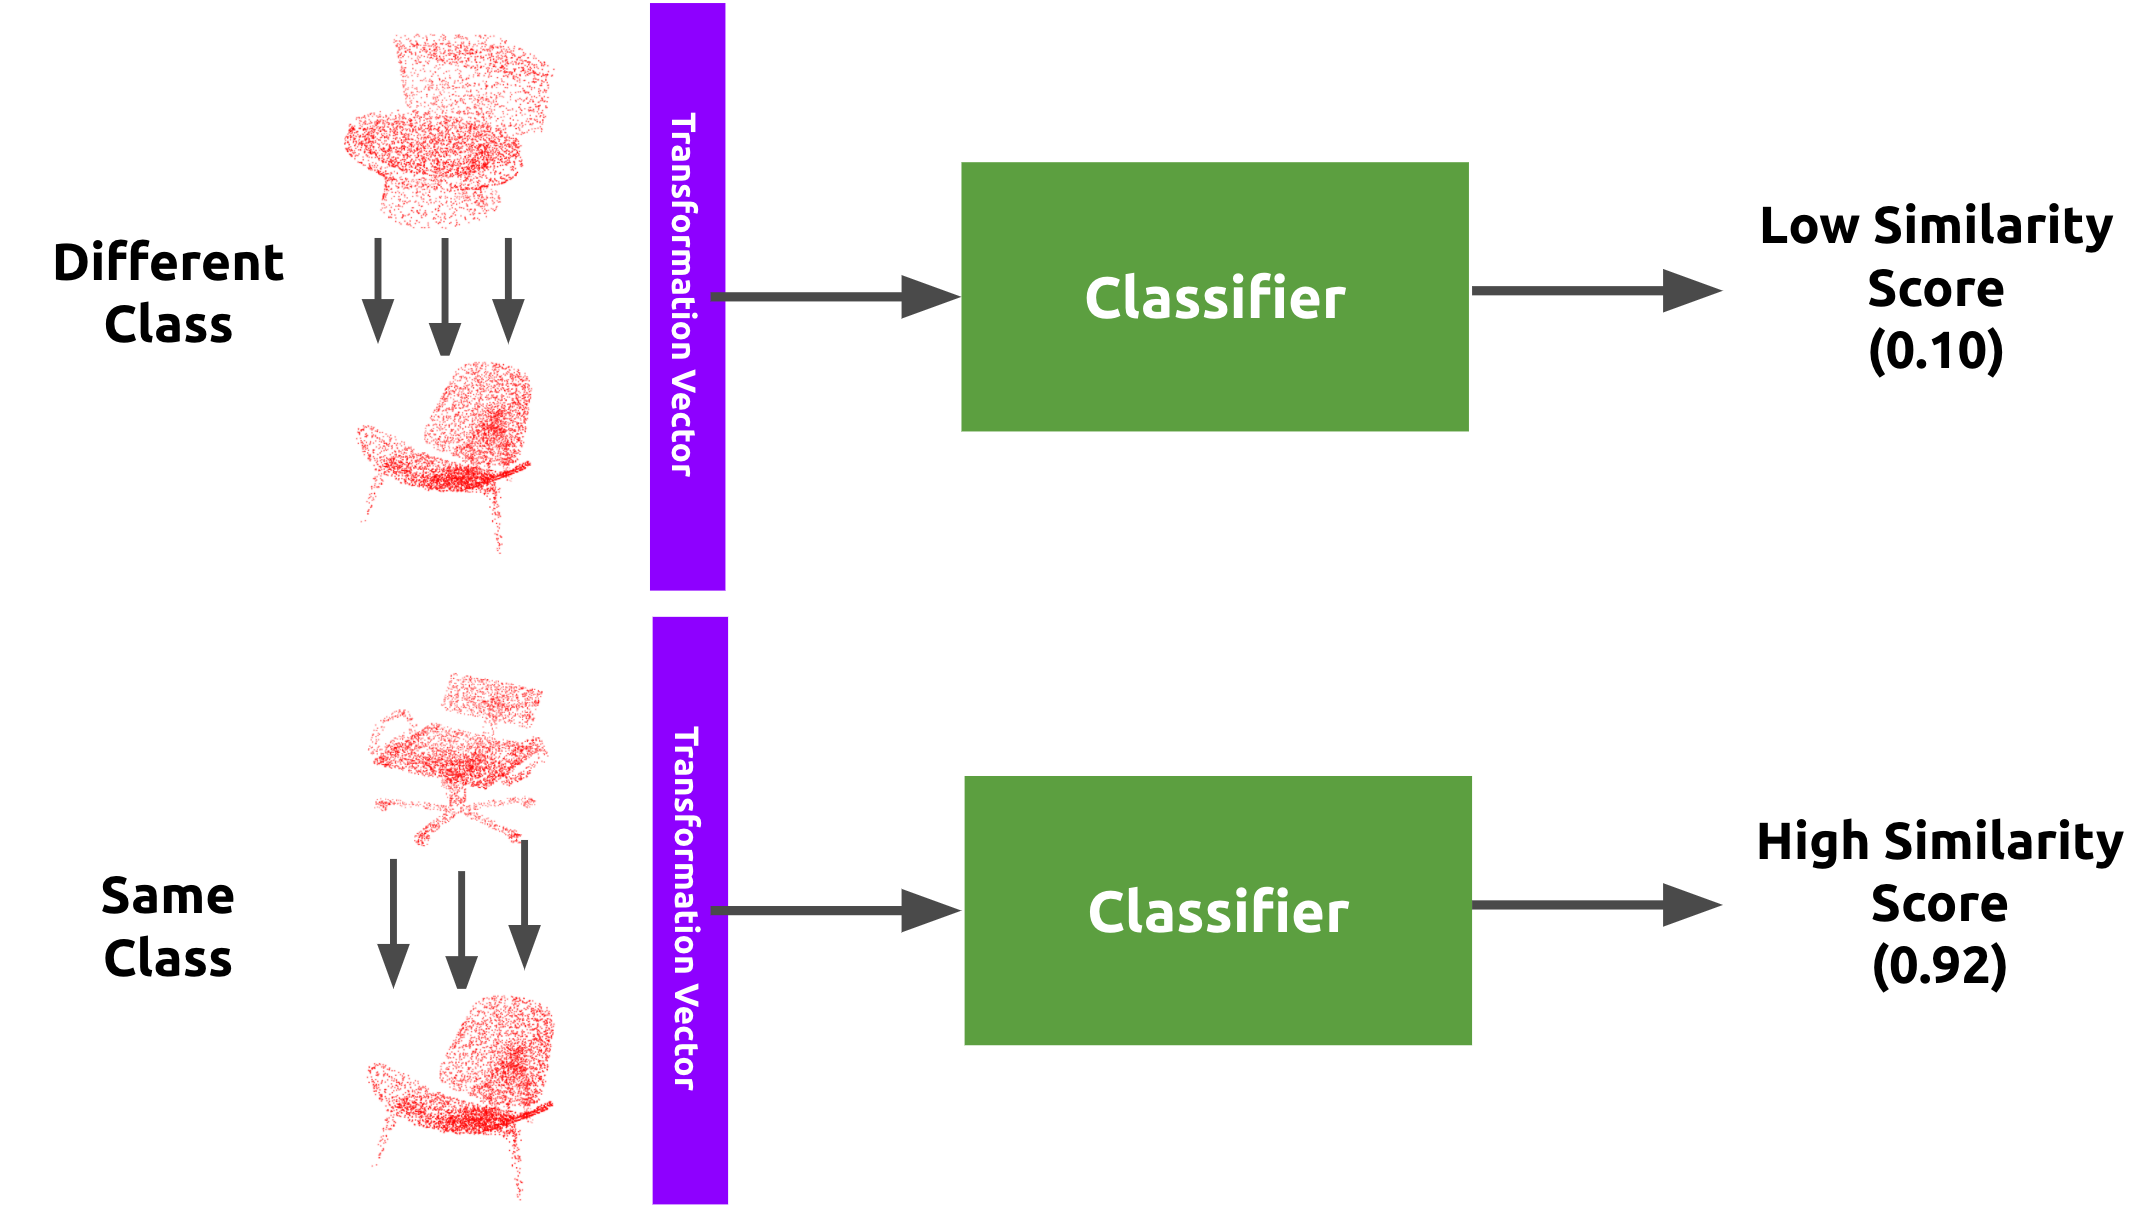 Different
Class
Transformation Vector
Classifier
Low Similarity
Score
(0.10)
Same
Class
Transformation Vector
Classifier
High Similarity
Score
(0.92)